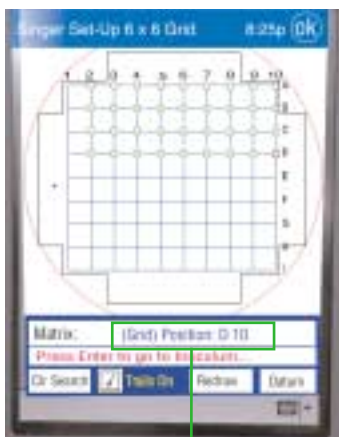 Singer Set-Up 6 x 6 Grid 8:25p ok
1 2 3 4 5 6 7 8 9 10
A
B
C
D
E
F
G
H
I
Matrix: (Grid) Position: D 10
Press Enter to go to Inoculum...
Clr Search Trails On Redraw Datum